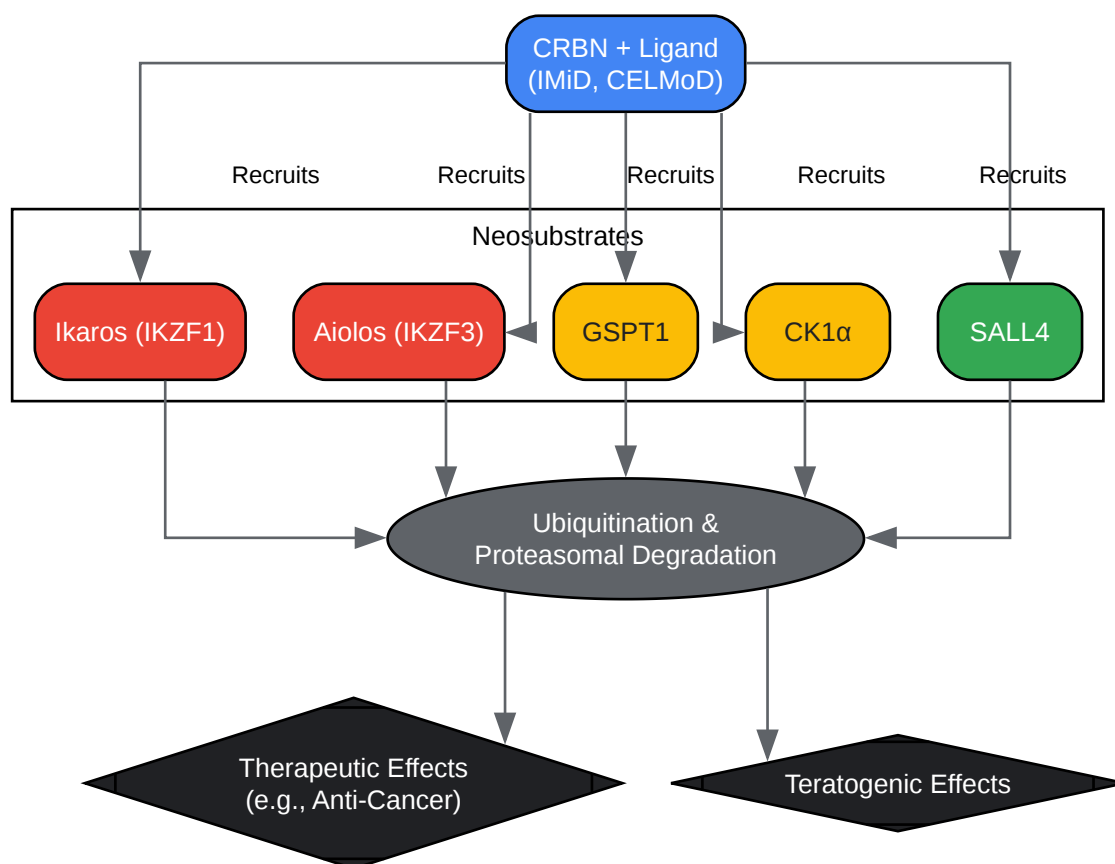 CRBN + Ligand
(IMiD, CELMoD)
Recruits
Recruits
Recruits
Recruits
Recruits
Neosubstrates
Ikaros (IKZF1)
Aiolos (IKZF3)
GSPT1
CK1α
SALL4
Ubiquitination &
Proteasomal Degradation
Therapeutic Effects
(e.g., Anti-Cancer)
Teratogenic Effects